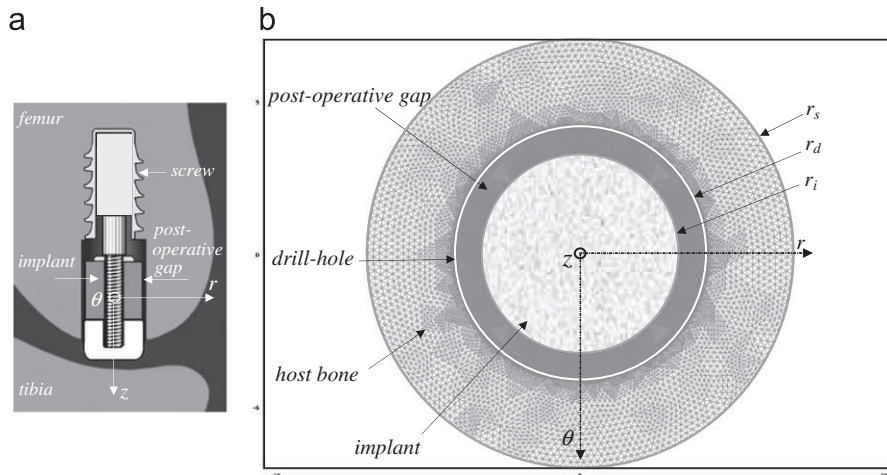 a
b
femur
screw
post-
operative
gap
implant
θ
r
z
tibia
post-operative
gap
r_s
r_d
r_i
r
z
drill-hole
host bone
implant
θ